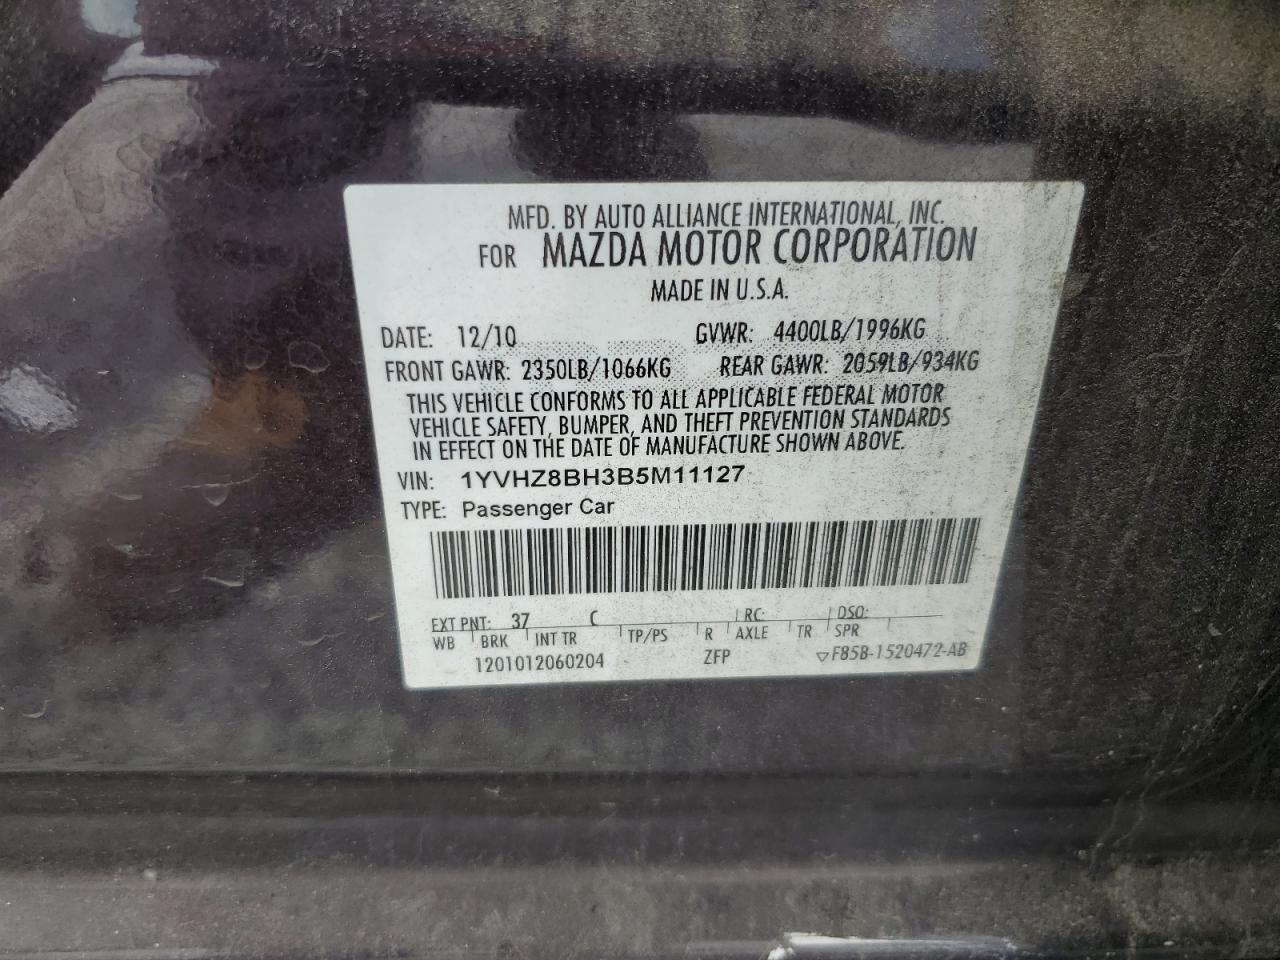 MFD. BY AUTO ALLIANCE INTERNATIONAL, INC.
FOR MAZDA MOTOR CORPORATION
MADE IN U.S.A.
DATE: 12/10 GVWR: 4400LB/1996KG
FRONT GAWR: 2350LB/1066KG REAR GAWR: 2059LB/934KG
THIS VEHICLE CONFORMS TO ALL APPLICABLE FEDERAL MOTOR
VEHICLE SAFETY, BUMPER, AND THEFT PREVENTION STANDARDS
IN EFFECT ON THE DATE OF MANUFACTURE SHOWN ABOVE.
VIN: 1YVHZ8BH3B5M11127
TYPE: Passenger Car
EXT PNT: 37 C RC: DSO:
WB BRK INT TR TP/PS R AXLE TR SPR
1201012060204 ZFP ▽F85B-1520472-AB